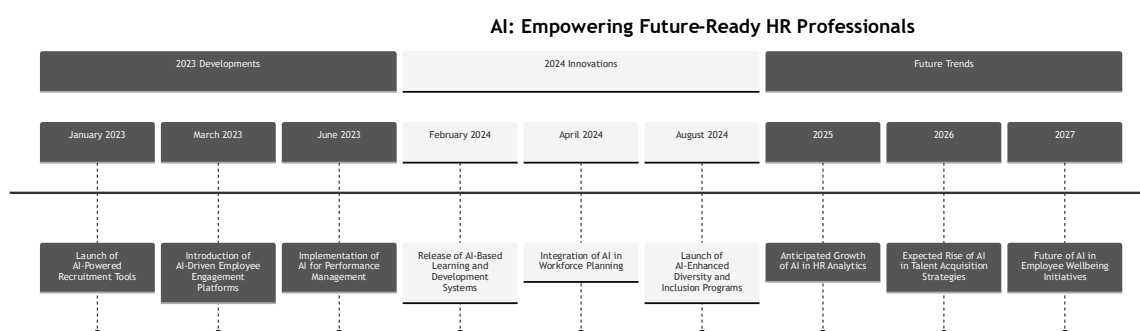 AI: Empowering Future-Ready HR Professionals
2023 Developments
2024 Innovations
Future Trends
January 2023
March 2023
June 2023
February 2024
April 2024
August 2024
2025
2026
2027
Launch of
AI-Powered
Recruitment Tools
Introduction of
AI-Driven Employee
Engagement
Platforms
Implementation of
AI for Performance
Management
Release of AI-Based
Learning and
Development
Systems
Integration of AI in
Workforce Planning
Launch of
AI-Enhanced
Diversity and
Inclusion Programs
Anticipated Growth
of AI in HR Analytics
Expected Rise of AI
in Talent Acquisition
Strategies
Future of AI in
Employee Wellbeing
Initiatives